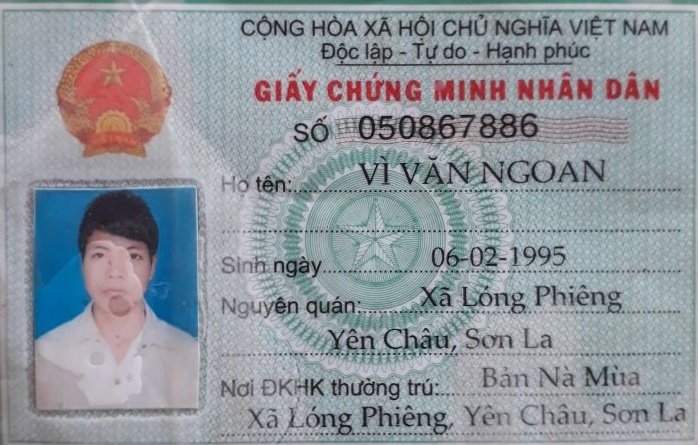 CỘNG HÒA XÃ HỘI CHỦ NGHĨA VIỆT NAM
Độc lập - Tự do - Hạnh phúc
GIẤY CHỨNG MINH NHÂN DÂN
SỐ 050867886
Họ tên: VÌ VĂN NGOAN
Sinh ngày 06-02-1995
Nguyên quán: Xã Lóng Phiêng
Yên Châu, Sơn La
Nơi ĐKHK thường trú: Bản Nà Mùa
Xã Lóng Phiêng, Yên Châu, Sơn La